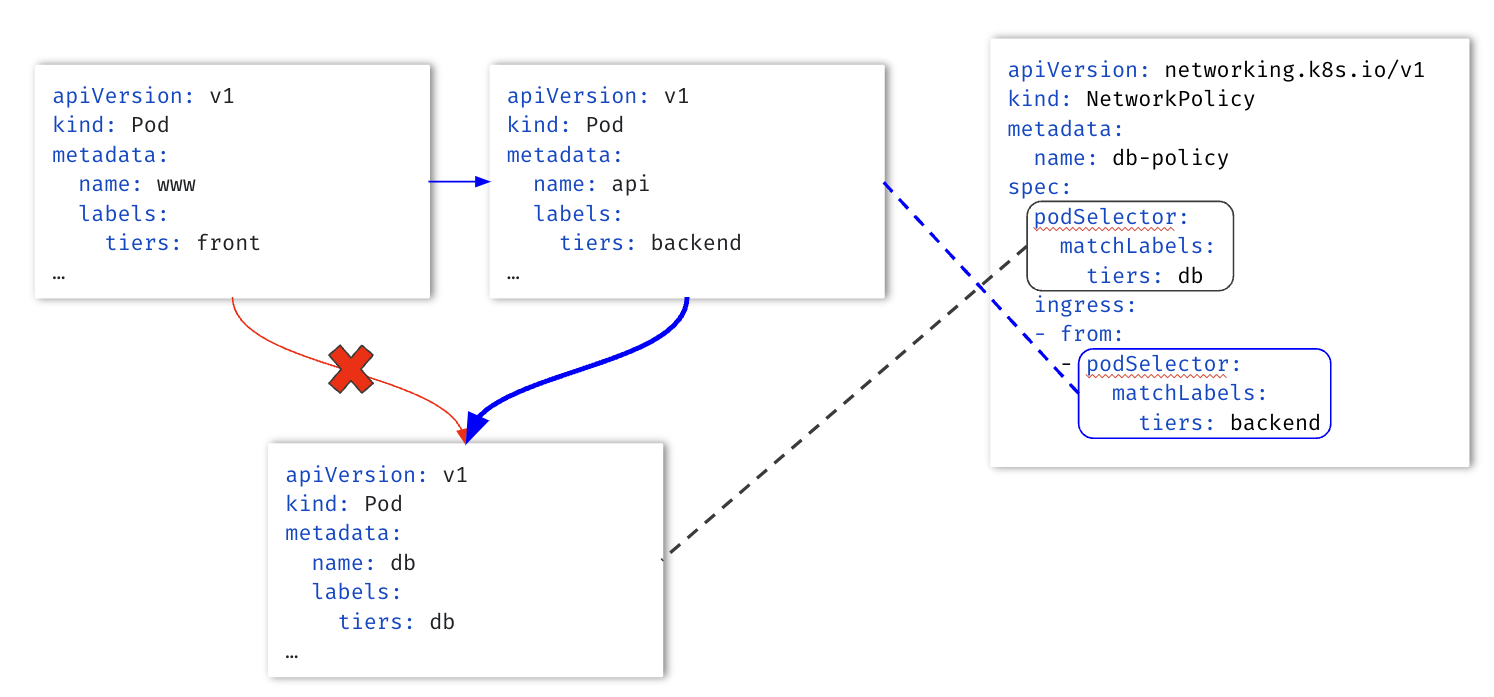 apiVersion: v1
kind: Pod
metadata:
  name: www
  labels:
    tiers: front
…
apiVersion: v1
kind: Pod
metadata:
  name: api
  labels:
    tiers: backend
…
apiVersion: v1
kind: Pod
metadata:
  name: db
  labels:
    tiers: db
…
apiVersion: networking.k8s.io/v1
kind: NetworkPolicy
metadata:
  name: db-policy
spec:
  podSelector:
    matchLabels:
      tiers: db
  ingress:
  - from:
    - podSelector:
        matchLabels:
          tiers: backend